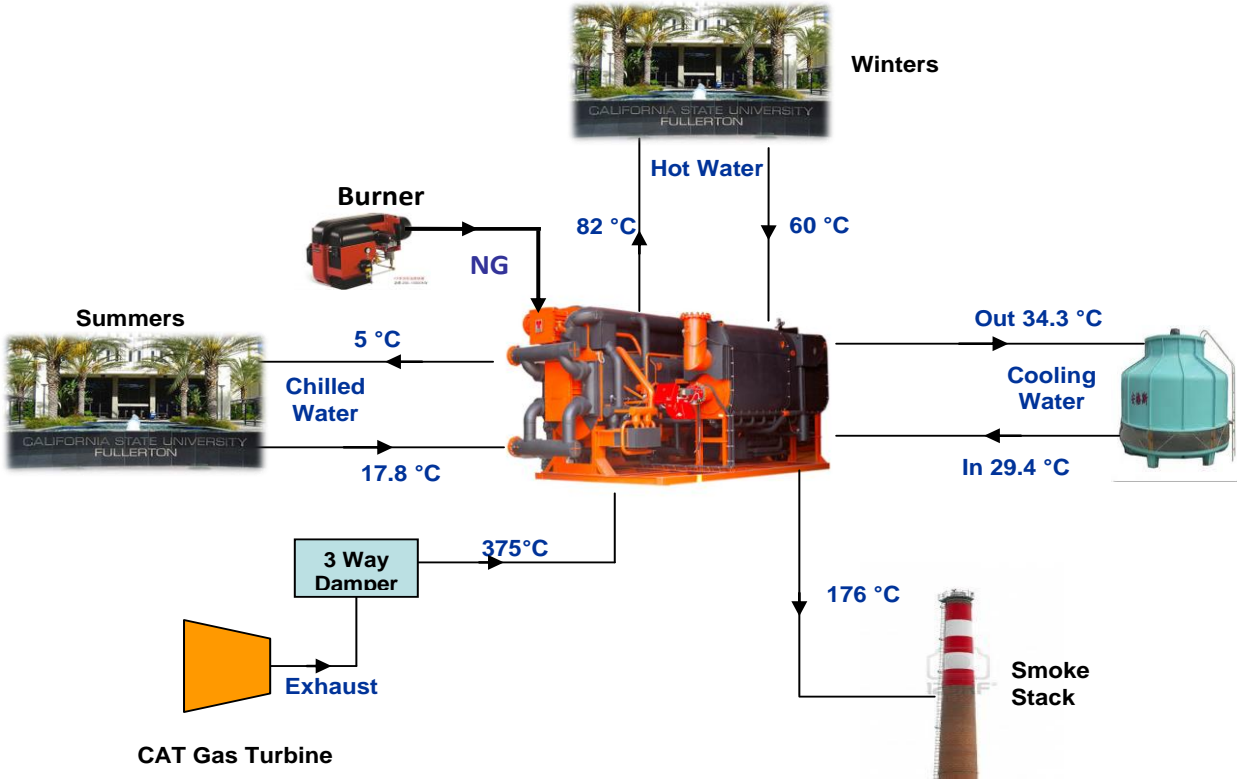 Winters
CALIFORNIA STATE UNIVERSITY
FULLERTON
Hot Water
Burner
82 °C
60 °C
NG
Summers
5 °C
Out 34.3 °C
Chilled
Water
Cooling
Water
CALIFORNIA STATE UNIVERSITY
FULLERTON
17.8 °C
In 29.4 °C
3 Way
Damper
375°C
176 °C
Exhaust
Smoke
Stack
CAT Gas Turbine